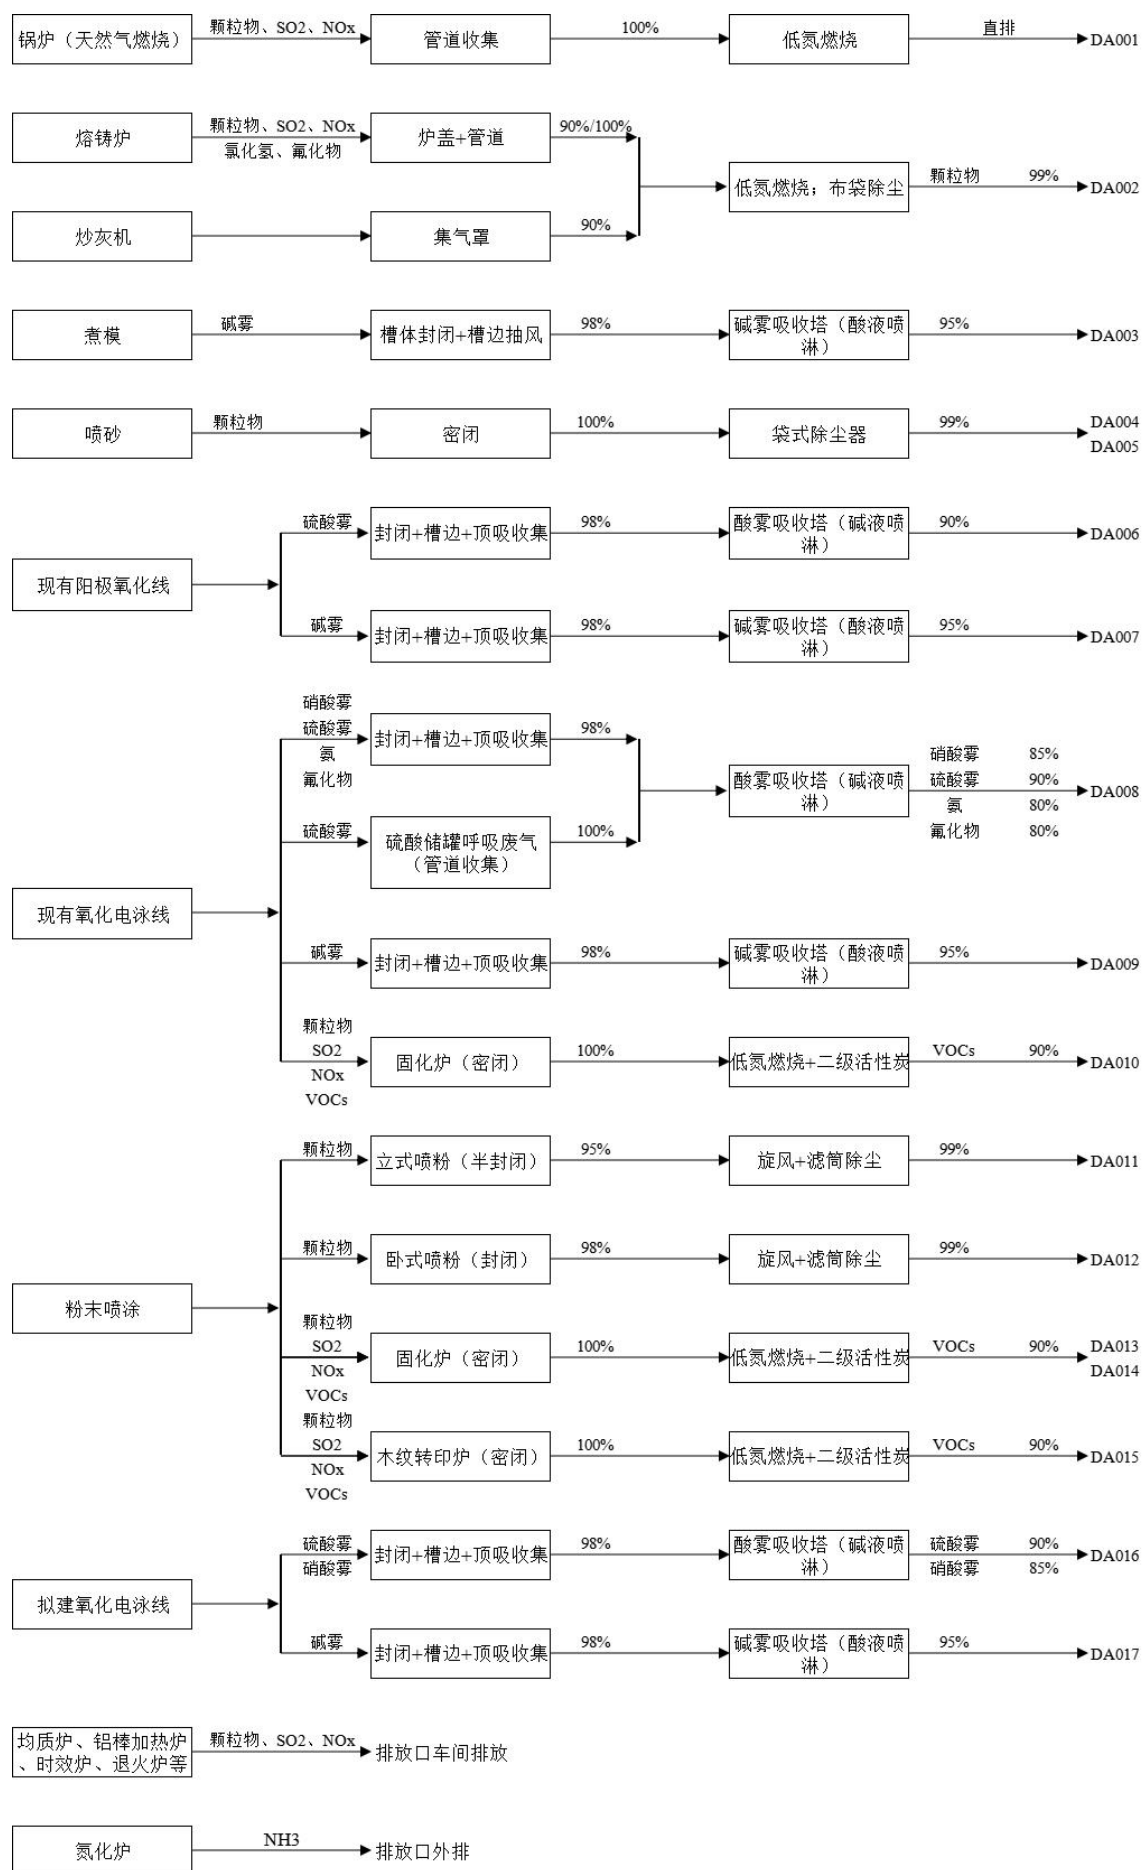 颗粒物、SO2、NOx
100%
直排
锅炉（天然气燃烧）
管道收集
低氮燃烧
DA001
颗粒物、SO2、NOx
90%/100%
熔铸炉
氯化氢、氟化物
炉盖+管道
低氮燃烧；布袋除尘
颗粒物 99%
DA002
炒灰机
集气罩
90%
碱雾
98%
95%
煮模
槽体封闭+槽边抽风
碱雾吸收塔（酸液喷
淋）
DA003
颗粒物
100%
99%
喷砂
密闭
袋式除尘器
DA004
DA005
现有阳极氧化线
硫酸雾
封闭+槽边+顶吸收集
98%
酸雾吸收塔（碱液喷
淋）
90%
DA006
碱雾
封闭+槽边+顶吸收集
98%
碱雾吸收塔（酸液喷
淋）
95%
DA007
现有氧化电泳线
硝酸雾
硫酸雾
氨
氟化物
封闭+槽边+顶吸收集
98%
硫酸雾
硫酸储罐呼吸废气
（管道收集）
100%
酸雾吸收塔（碱液喷
淋）
硝酸雾 85%
硫酸雾 90%
氨 80%
氟化物 80%
DA008
碱雾
封闭+槽边+顶吸收集
98%
碱雾吸收塔（酸液喷
淋）
95%
DA009
颗粒物
SO2
NOx
VOCs
固化炉（密闭）
100%
低氮燃烧+二级活性炭
VOCs 90%
DA010
粉末喷涂
颗粒物
立式喷粉（半封闭）
95%
旋风+滤筒除尘
99%
DA011
颗粒物
卧式喷粉（封闭）
98%
旋风+滤筒除尘
99%
DA012
颗粒物
SO2
NOx
VOCs
固化炉（密闭）
100%
低氮燃烧+二级活性炭
VOCs 90%
DA013
DA014
颗粒物
SO2
NOx
VOCs
木纹转印炉（密闭）
100%
低氮燃烧+二级活性炭
VOCs 90%
DA015
拟建氧化电泳线
硫酸雾
硝酸雾
封闭+槽边+顶吸收集
98%
酸雾吸收塔（碱液喷
淋）
硫酸雾 90%
硝酸雾 85%
DA016
碱雾
封闭+槽边+顶吸收集
98%
碱雾吸收塔（酸液喷
淋）
95%
DA017
均质炉、铝棒加热炉
、时效炉、退火炉等
颗粒物、SO2、NOx
排放口车间排放
氮化炉
NH3
排放口外排